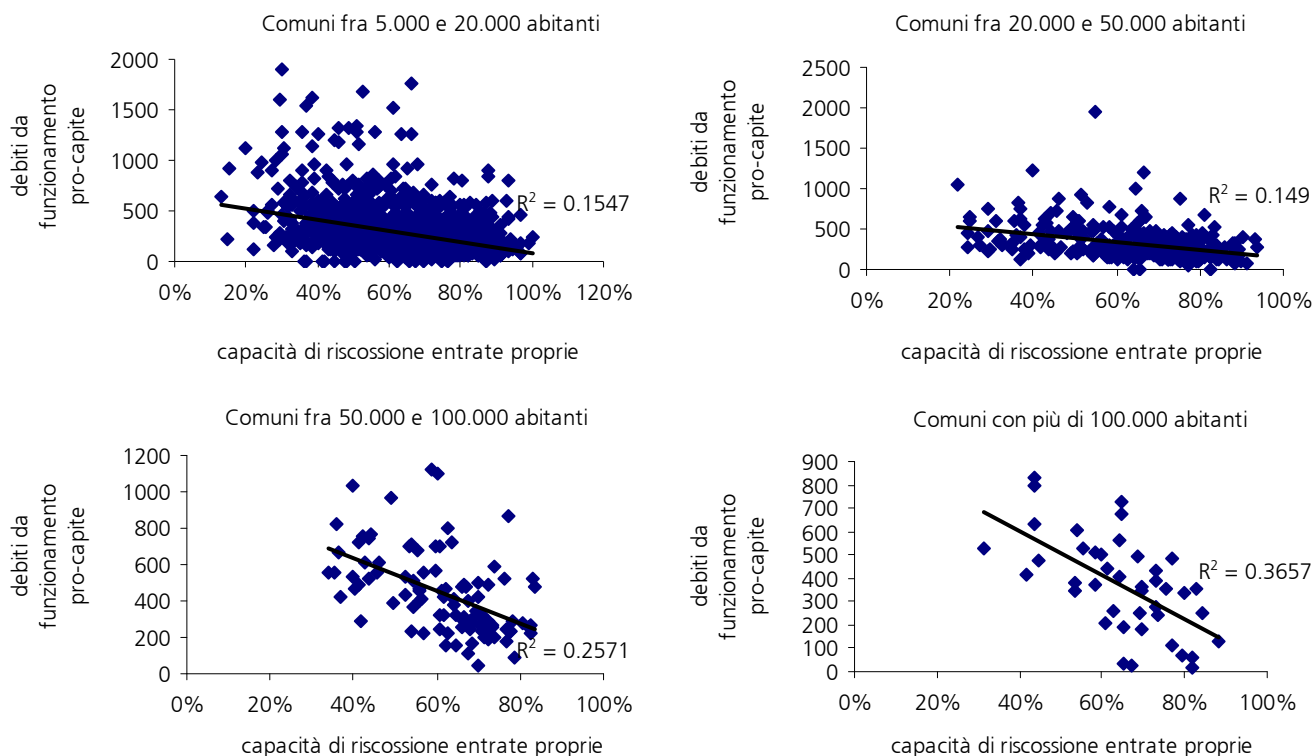 Comuni fra 5.000 e 20.000 abitanti
debiti da
funzionamento
pro-capite
2000
1500
1000
500
0
R² = 0.1547
0% 20% 40% 60% 80% 100% 120%
capacità di riscossione entrate proprie
Comuni fra 20.000 e 50.000 abitanti
debiti da
funzionamento
pro-capite
2500
2000
1500
1000
500
0
R² = 0.149
0% 20% 40% 60% 80% 100%
capacità di riscossione entrate proprie
Comuni fra 50.000 e 100.000 abitanti
debiti da
funzionamento
pro-capite
1200
1000
800
600
400
200
0
R² = 0.2571
0% 20% 40% 60% 80% 100%
capacità di riscossione entrate proprie
Comuni con più di 100.000 abitanti
debiti da
funzionamento
pro-capite
900
800
700
600
500
400
300
200
100
0
R² = 0.3657
0% 20% 40% 60% 80% 100%
capacità di riscossione entrate proprie